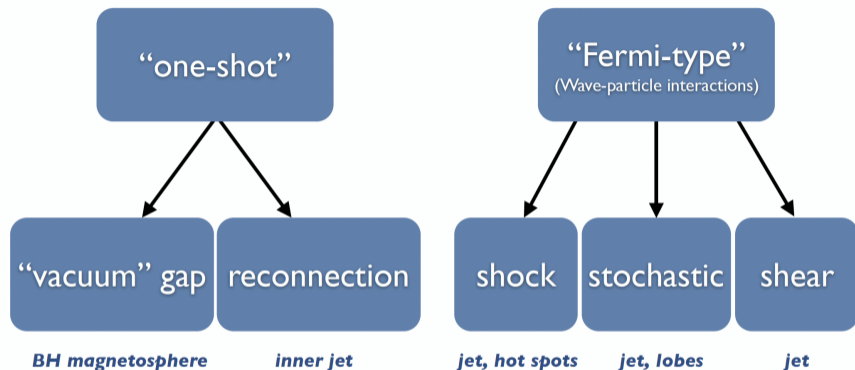 “one-shot”
“Fermi-type”
(Wave-particle interactions)
“vacuum” gap
reconnection
shock
stochastic
shear
BH magnetosphere
inner jet
jet, hot spots
jet, lobes
jet